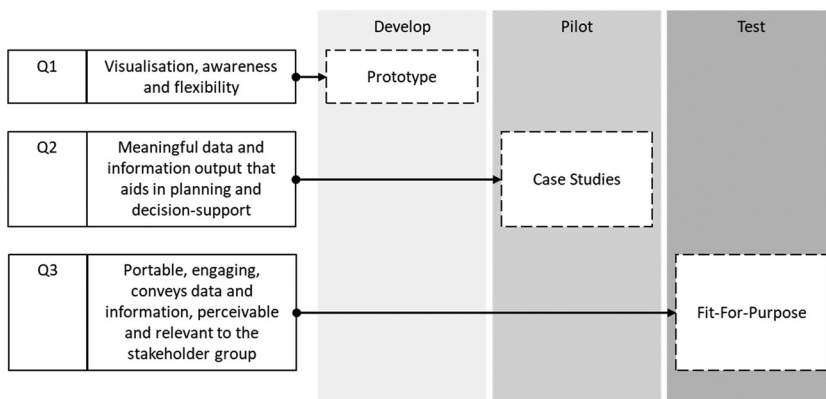 Develop
Pilot
Test
Q1
Visualisation, awareness
and flexibility
Prototype
Q2
Meaningful data and
information output that
aids in planning and
decision-support
Case Studies
Q3
Portable, engaging,
conveys data and
information, perceivable
and relevant to the
stakeholder group
Fit-For-Purpose